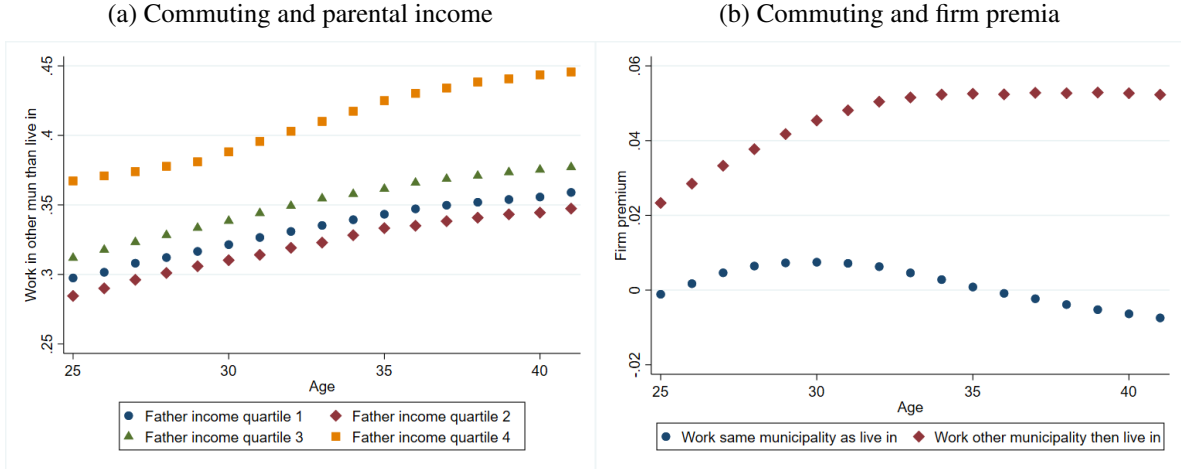 (a) Commuting and parental income
Work in other mun than live in
.45
.4
.35
.3
.25
25
30
35
40
Age
Father income quartile 1
Father income quartile 2
Father income quartile 3
Father income quartile 4
(b) Commuting and firm premia
Firm premium
.06
.04
.02
0
-.02
25
30
35
40
Age
Work same municipality as live in
Work other municipality then live in